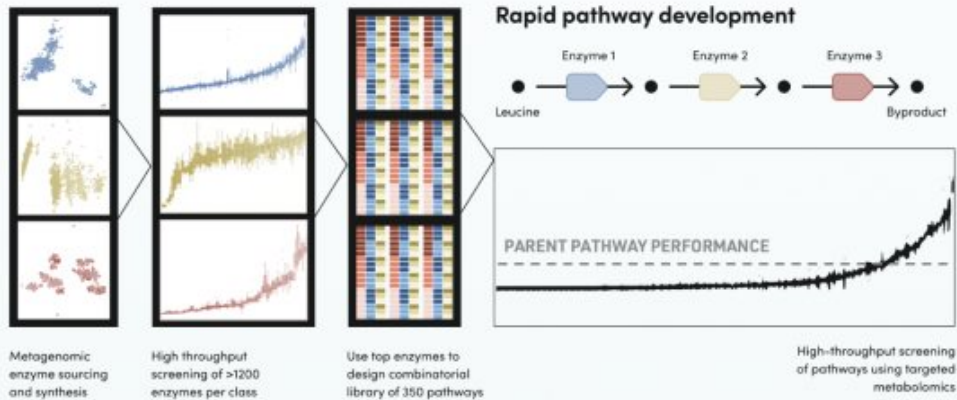 Rapid pathway development
Enzyme 1
Enzyme 2
Enzyme 3
Leucine
Byproduct
PARENT PATHWAY PERFORMANCE
Metagenomic
enzyme sourcing
and synthesis
High throughput
screening of >1200
enzymes per class
Use top enzymes to
design combinatorial
library of 350 pathways
High-throughput screening
of pathways using targeted
metabolomics